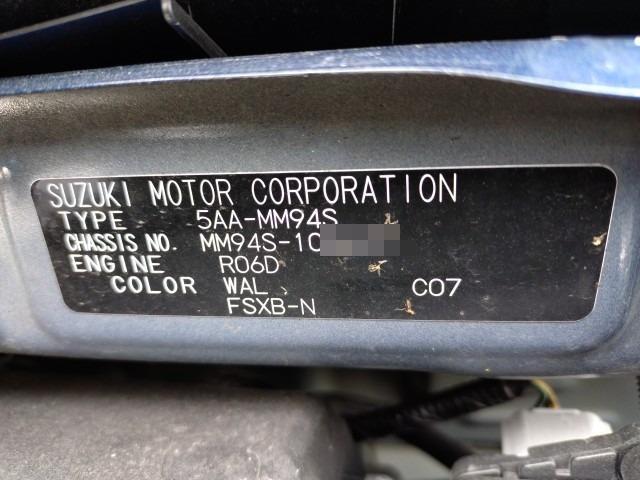 SUZUKI MOTOR CORPORATION
TYPE 5AA-MM94S
CHASSIS NO. MM94S-10
ENGINE R06D
COLOR WAL C07
FSXB-N